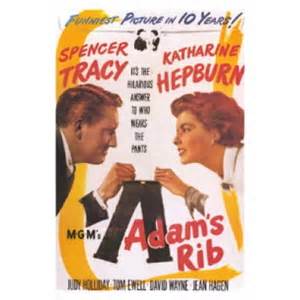 FUNNIEST PICTURE IN 10 YEARS!
SPENCER TRACY
KATHARINE HEPBURN
IT'S THE
HILARIOUS
ANSWER
TO WHO
WEARS
THE
PANTS
MGM's
Adam's
Rib
JUDY HOLLIDAY · TOM EWELL · DAVID WAYNE · JEAN HAGEN